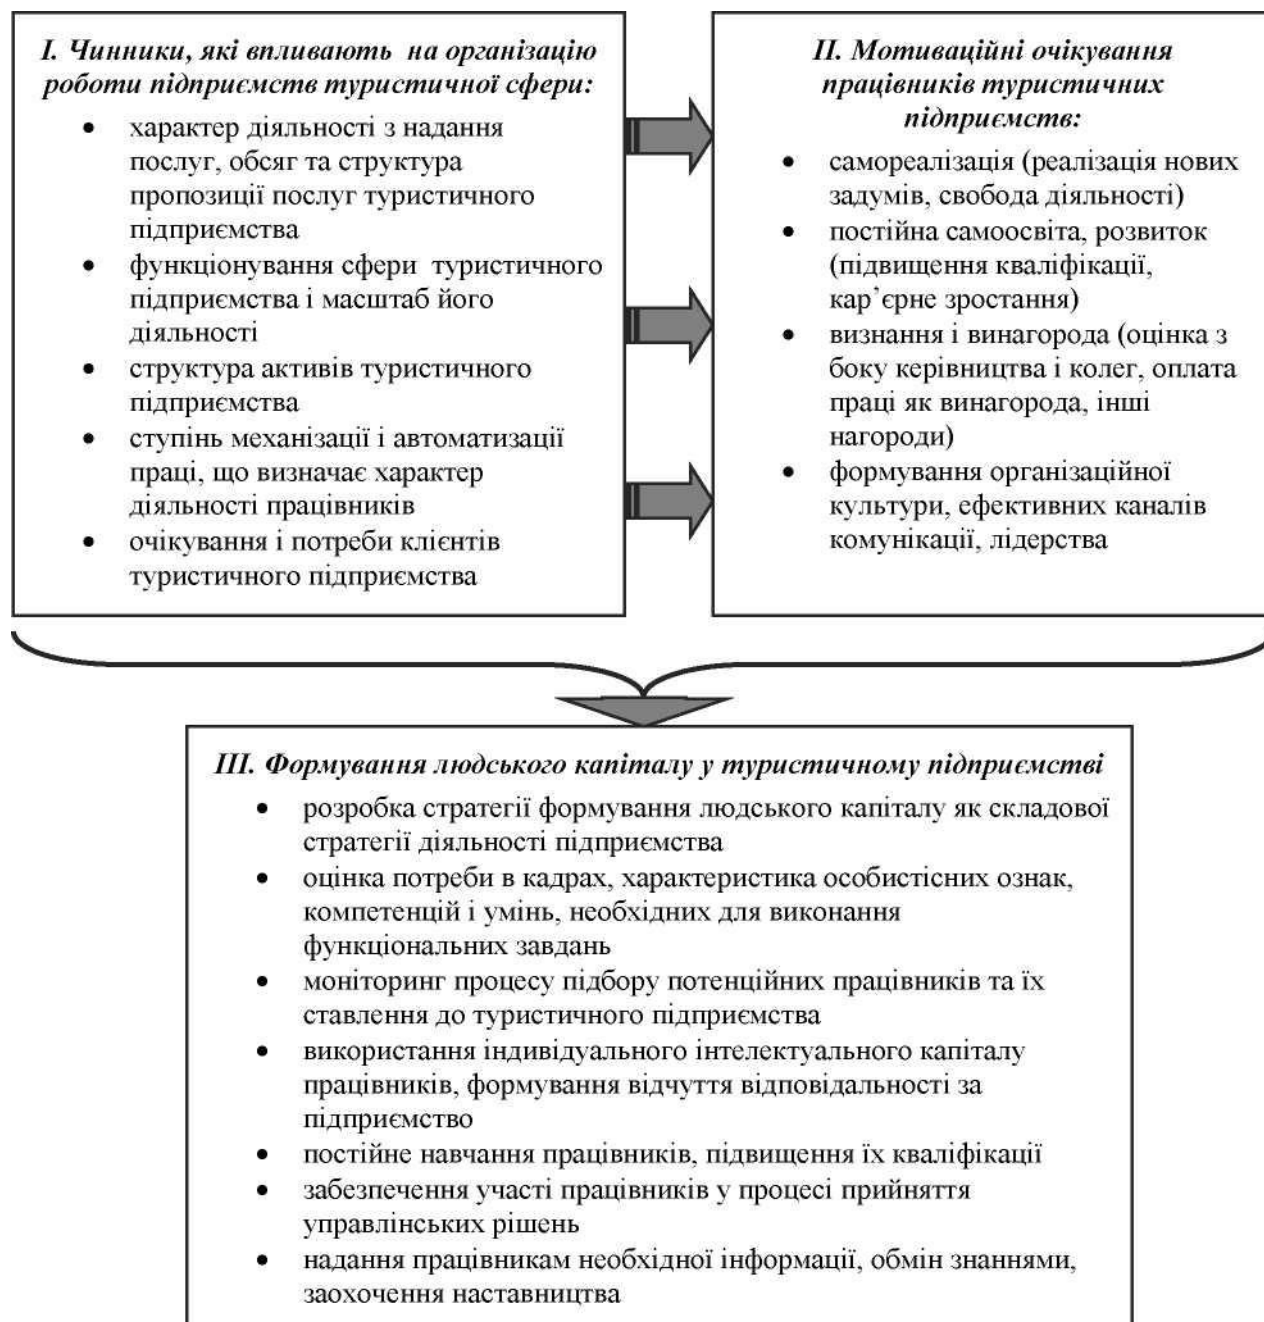 I. Чинники, які впливають на організацію
роботи підприємств туристичної сфери:
• характер діяльності з надання
послуг, обсяг та структура
пропозиції послуг туристичного
підприємства
• функціонування сфери туристичного
підприємства і масштаб його
діяльності
• структура активів туристичного
підприємства
• ступінь механізації і автоматизації
праці, що визначає характер
діяльності працівників
• очікування і потреби клієнтів
туристичного підприємства
II. Мотиваційні очікування
працівників туристичних
підприємств:
• самореалізація (реалізація нових
задумів, свобода діяльності)
• постійна самоосвіта, розвиток
(підвищення кваліфікації,
кар’єрне зростання)
• визнання і винагорода (оцінка з
боку керівництва і колег, оплата
праці як винагорода, інші
нагороди)
• формування організаційної
культури, ефективних каналів
комунікації, лідерства
III. Формування людського капіталу у туристичному підприємстві
• розробка стратегії формування людського капіталу як складової
стратегії діяльності підприємства
• оцінка потреби в кадрах, характеристика особистісних ознак,
компетенцій і умінь, необхідних для виконання
функціональних завдань
• моніторинг процесу підбору потенційних працівників та їх
ставлення до туристичного підприємства
• використання індивідуального інтелектуального капіталу
працівників, формування відчуття відповідальності за
підприємство
• постійне навчання працівників, підвищення їх кваліфікації
• забезпечення участі працівників у процесі прийняття
управлінських рішень
• надання працівникам необхідної інформації, обмін знаннями,
заохочення наставництва